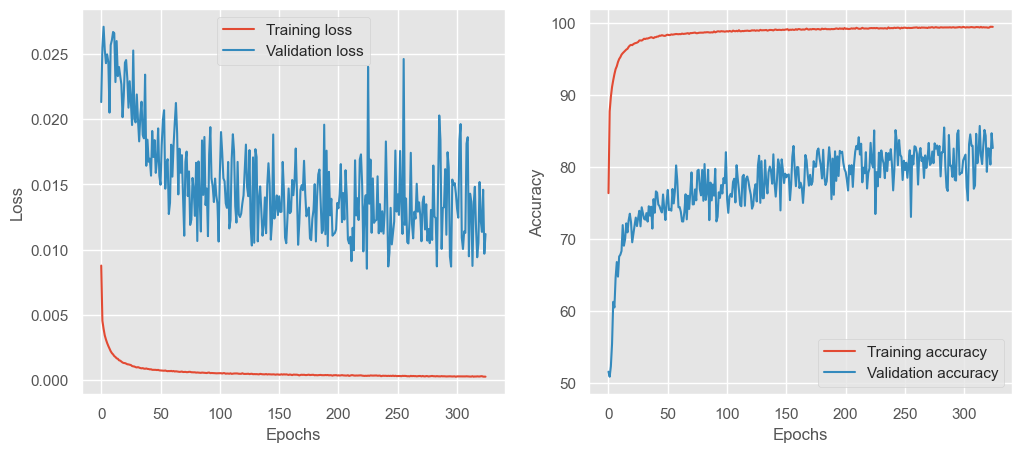 Training loss
Validation loss
0.025
0.020
0.015
0.010
0.005
0.000
Loss
0 50 100 150 200 250 300
Epochs
100
90
80
70
60
50
Accuracy
Training accuracy
Validation accuracy
0 50 100 150 200 250 300
Epochs